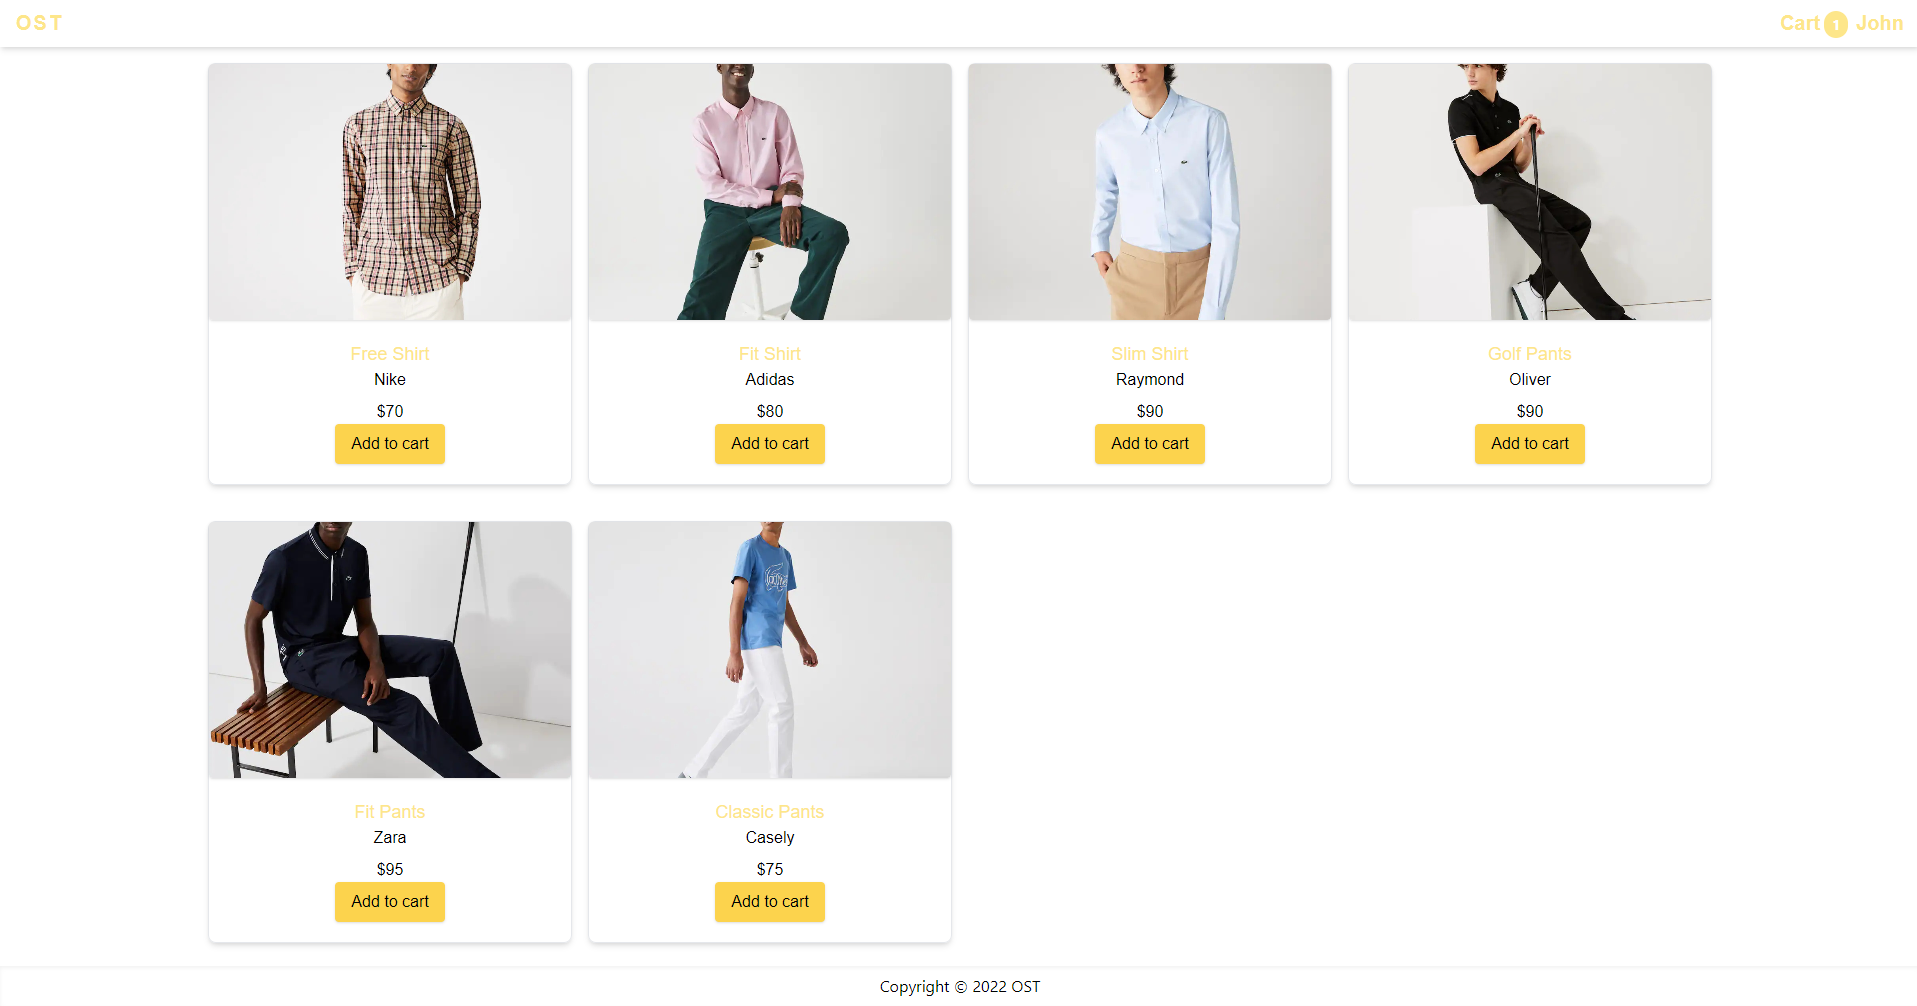 OST
Cart 1 John
Free Shirt
Nike
$70
Add to cart
Fit Shirt
Adidas
$80
Add to cart
Slim Shirt
Raymond
$90
Add to cart
Golf Pants
Oliver
$90
Add to cart
Fit Pants
Zara
$95
Add to cart
Classic Pants
Casely
$75
Add to cart
Copyright © 2022 OST